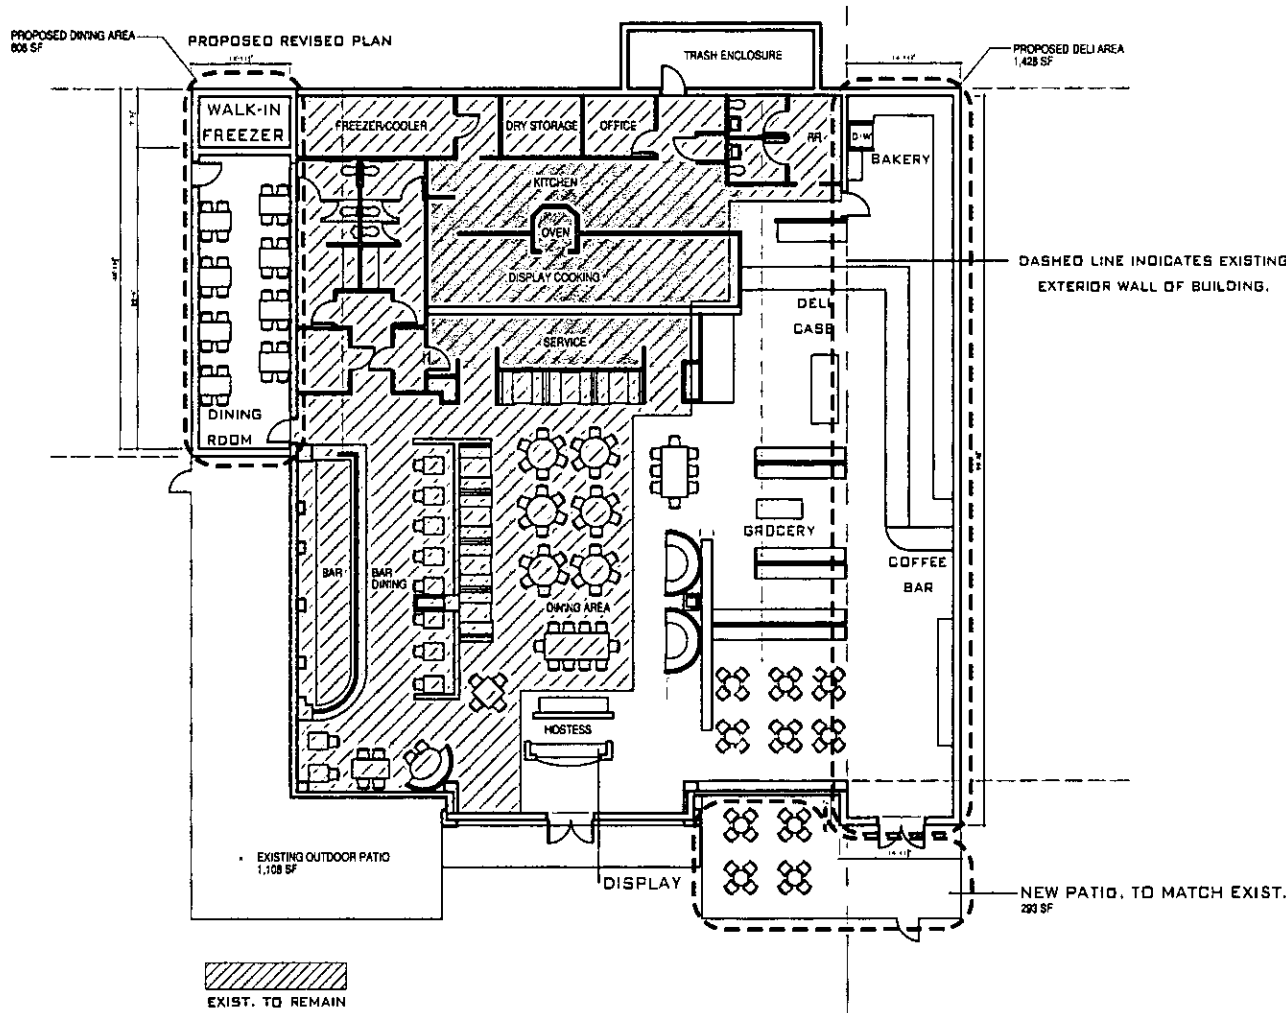 PROPOSED DINING AREA
606 SF
PROPOSED REVISED PLAN
TRASH ENCLOSURE
PROPOSED DELI AREA
1,428 SF
WALK-IN
FREEZER
FREEZER/COOLER
DRY STORAGE
OFFICE
RR
D-W
BAKERY
KITCHEN
OVEN
DISPLAY COOKING
DASHED LINE INDICATES EXISTING
EXTERIOR WALL OF BUILDING.
DELI
CASE
SERVICE
DINING
ROOM
GROCERY
COFFEE
BAR
BAR
BAR
DINING
DINING AREA
HOSTESS
EXISTING OUTDOOR PATIO
1,108 SF
DISPLAY
NEW PATIO, TO MATCH EXIST.
293 SF
EXIST. TO REMAIN